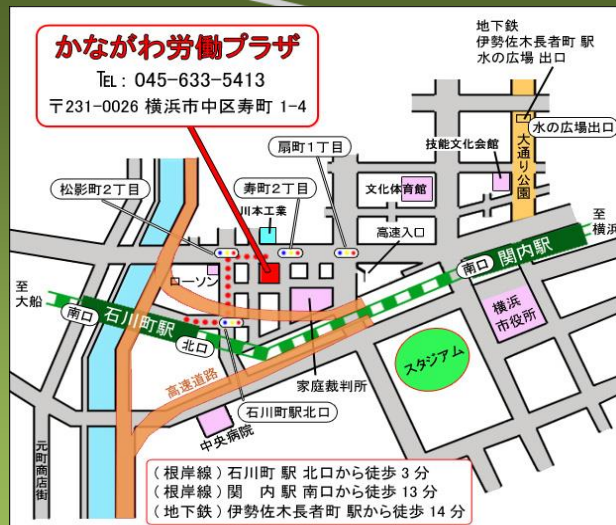 かながわ労働プラザ
℡： 045-633-5413
〒231-0026 横浜市中区寿町 1-4
地下鉄
伊勢佐木長者町 駅
水の広場 出口
水の広場出口
大通り公園
技能文化会館
扇町1丁目
文化体育館
松影町2丁目
寿町2丁目
川本工業
高速入口
至
横浜
関内駅
南口
ローソン
至
大船
南口
石川町駅
北口
横浜
市役所
スタジアム
家庭裁判所
高速道路
石川町駅北口
中央病院
元町商店街
（根岸線）石川町 駅 北口から徒歩 3 分
（根岸線）関　内 駅 南口から徒歩 13 分
（地下鉄）伊勢佐木長者町 駅から徒歩 14 分